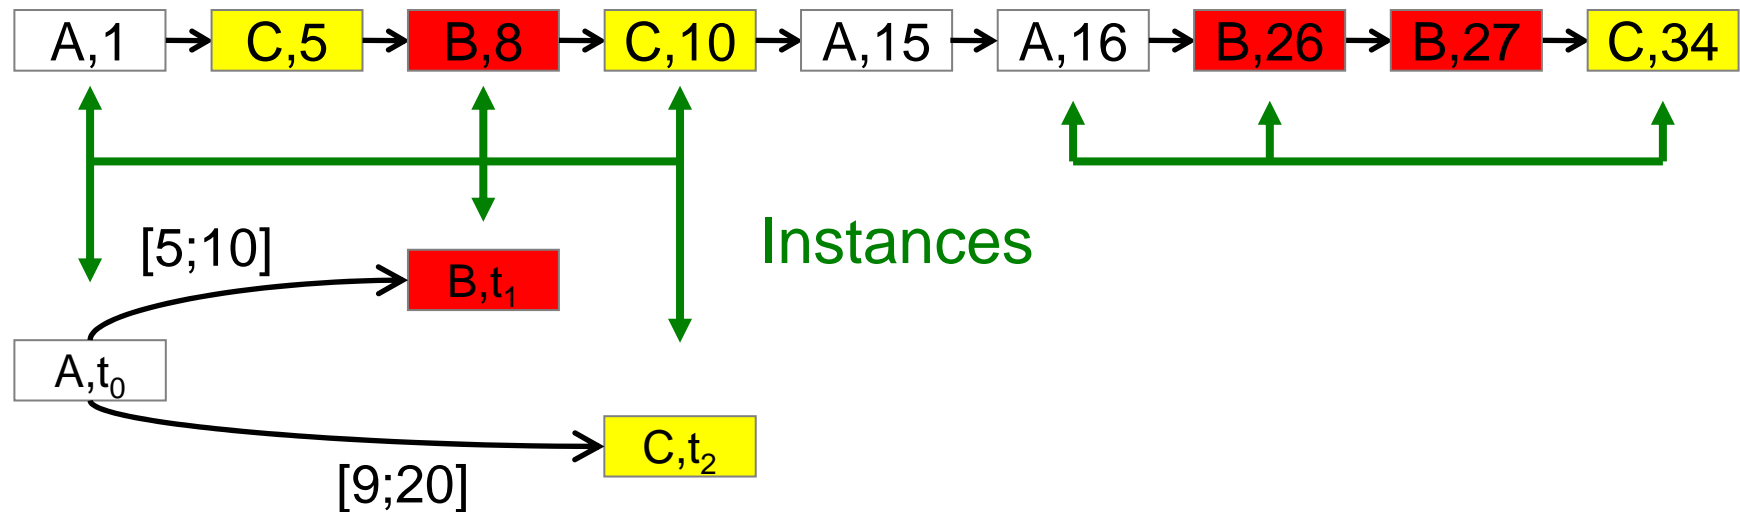 A,1 C,5 B,8 C,10 A,15 A,16 B,26 B,27 C,34
Instances
[5;10]
B,t₁
A,t₀
C,t₂
[9;20]